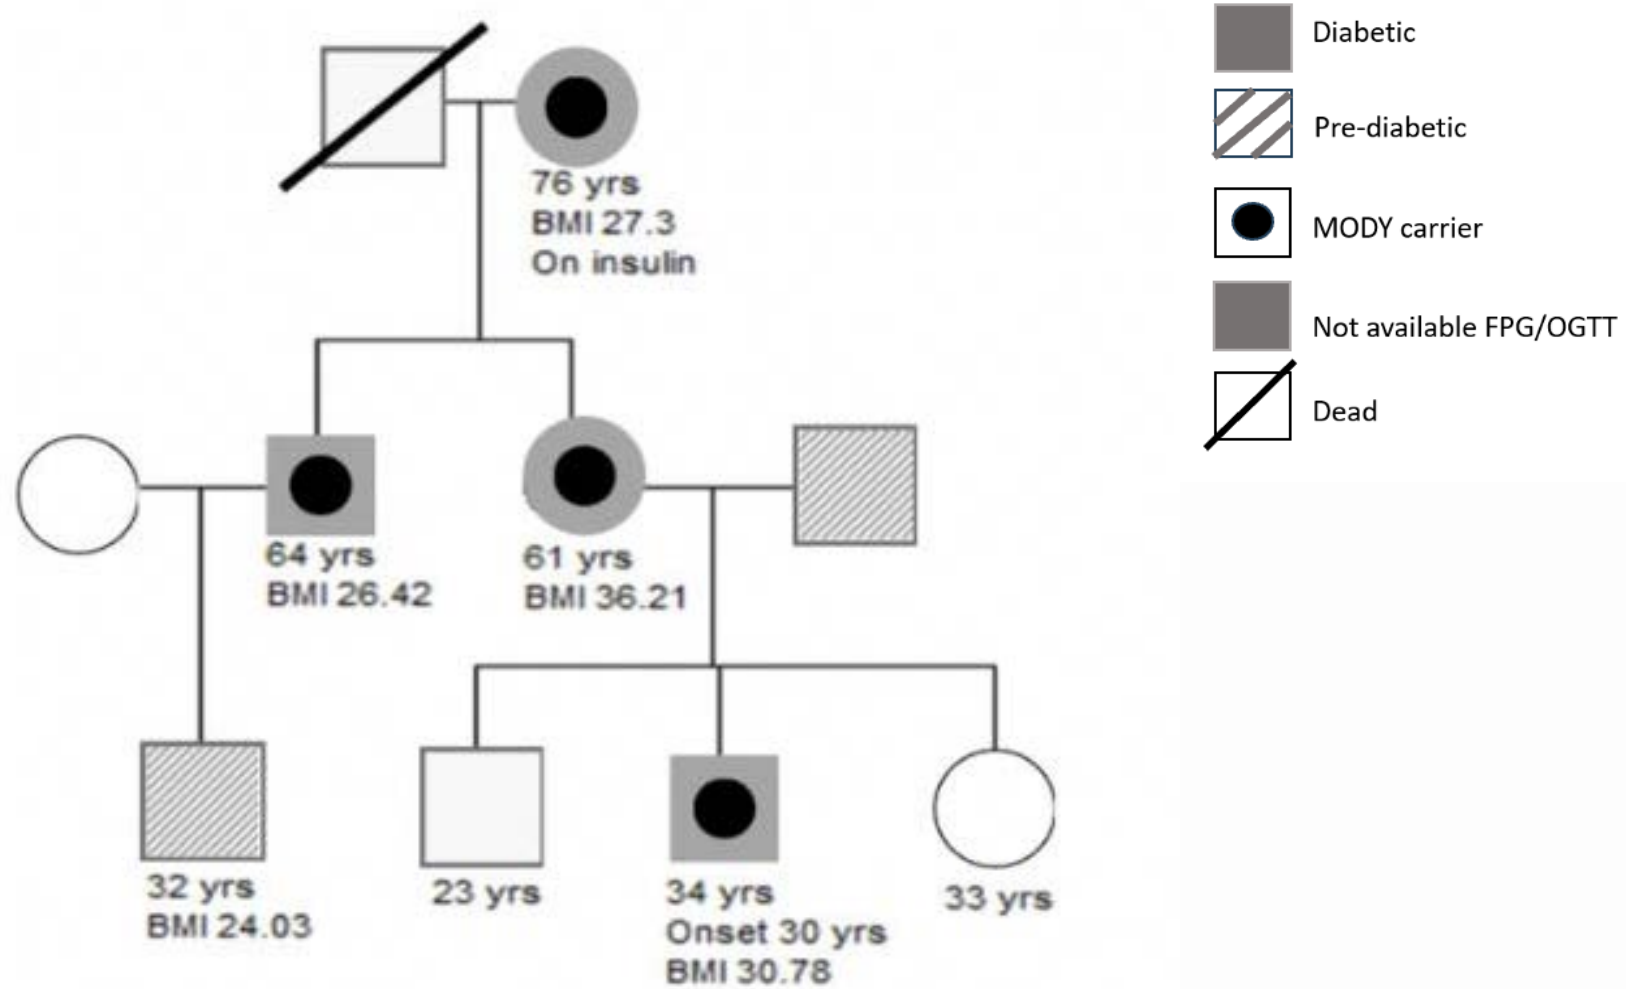 Diabetic
Pre-diabetic
MODY carrier
Not available FPG/OGTT
Dead
76 yrs
BMI 27.3
On insulin
64 yrs
BMI 26.42
61 yrs
BMI 36.21
32 yrs
BMI 24.03
23 yrs
34 yrs
Onset 30 yrs
BMI 30.78
33 yrs